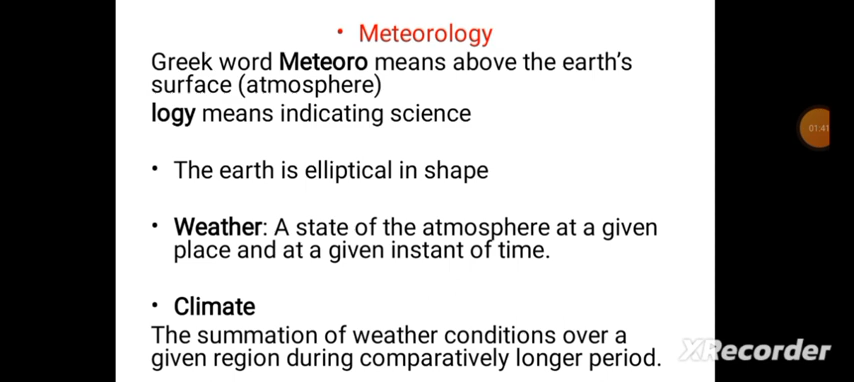 • Meteorology
Greek word Meteoro means above the earth's
surface (atmosphere)
logy means indicating science
• The earth is elliptical in shape
• Weather: A state of the atmosphere at a given
place and at a given instant of time.
• Climate
The summation of weather conditions over a
given region during comparatively longer period.
01:41
XRecorder